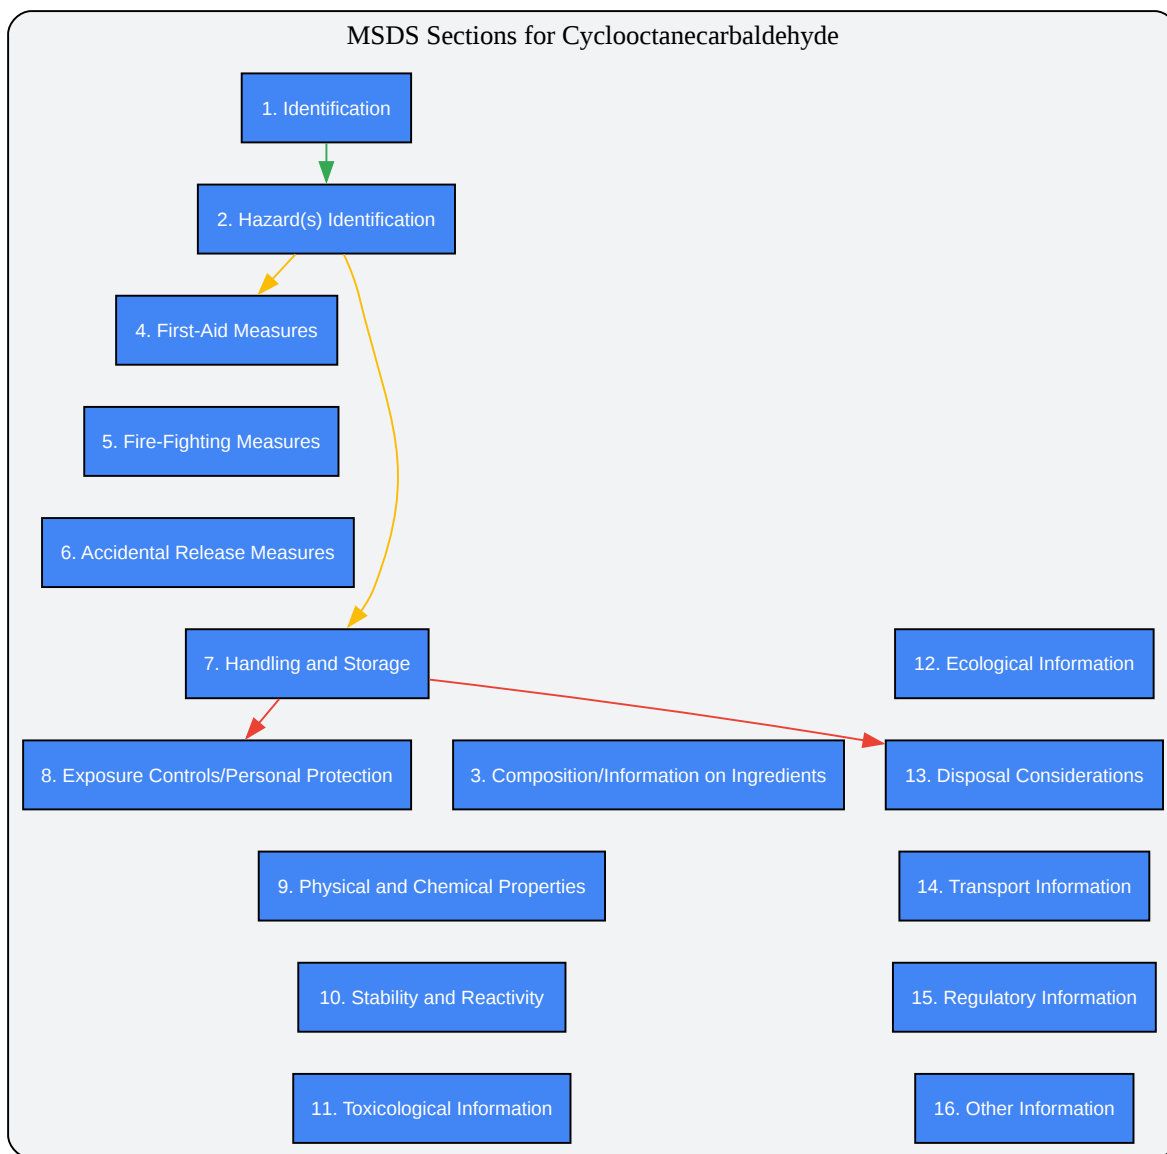 MSDS Sections for Cyclooctanecarbaldehyde
1. Identification
2. Hazard(s) Identification
4. First-Aid Measures
5. Fire-Fighting Measures
6. Accidental Release Measures
7. Handling and Storage
12. Ecological Information
8. Exposure Controls/Personal Protection
3. Composition/Information on Ingredients
13. Disposal Considerations
9. Physical and Chemical Properties
14. Transport Information
10. Stability and Reactivity
15. Regulatory Information
11. Toxicological Information
16. Other Information